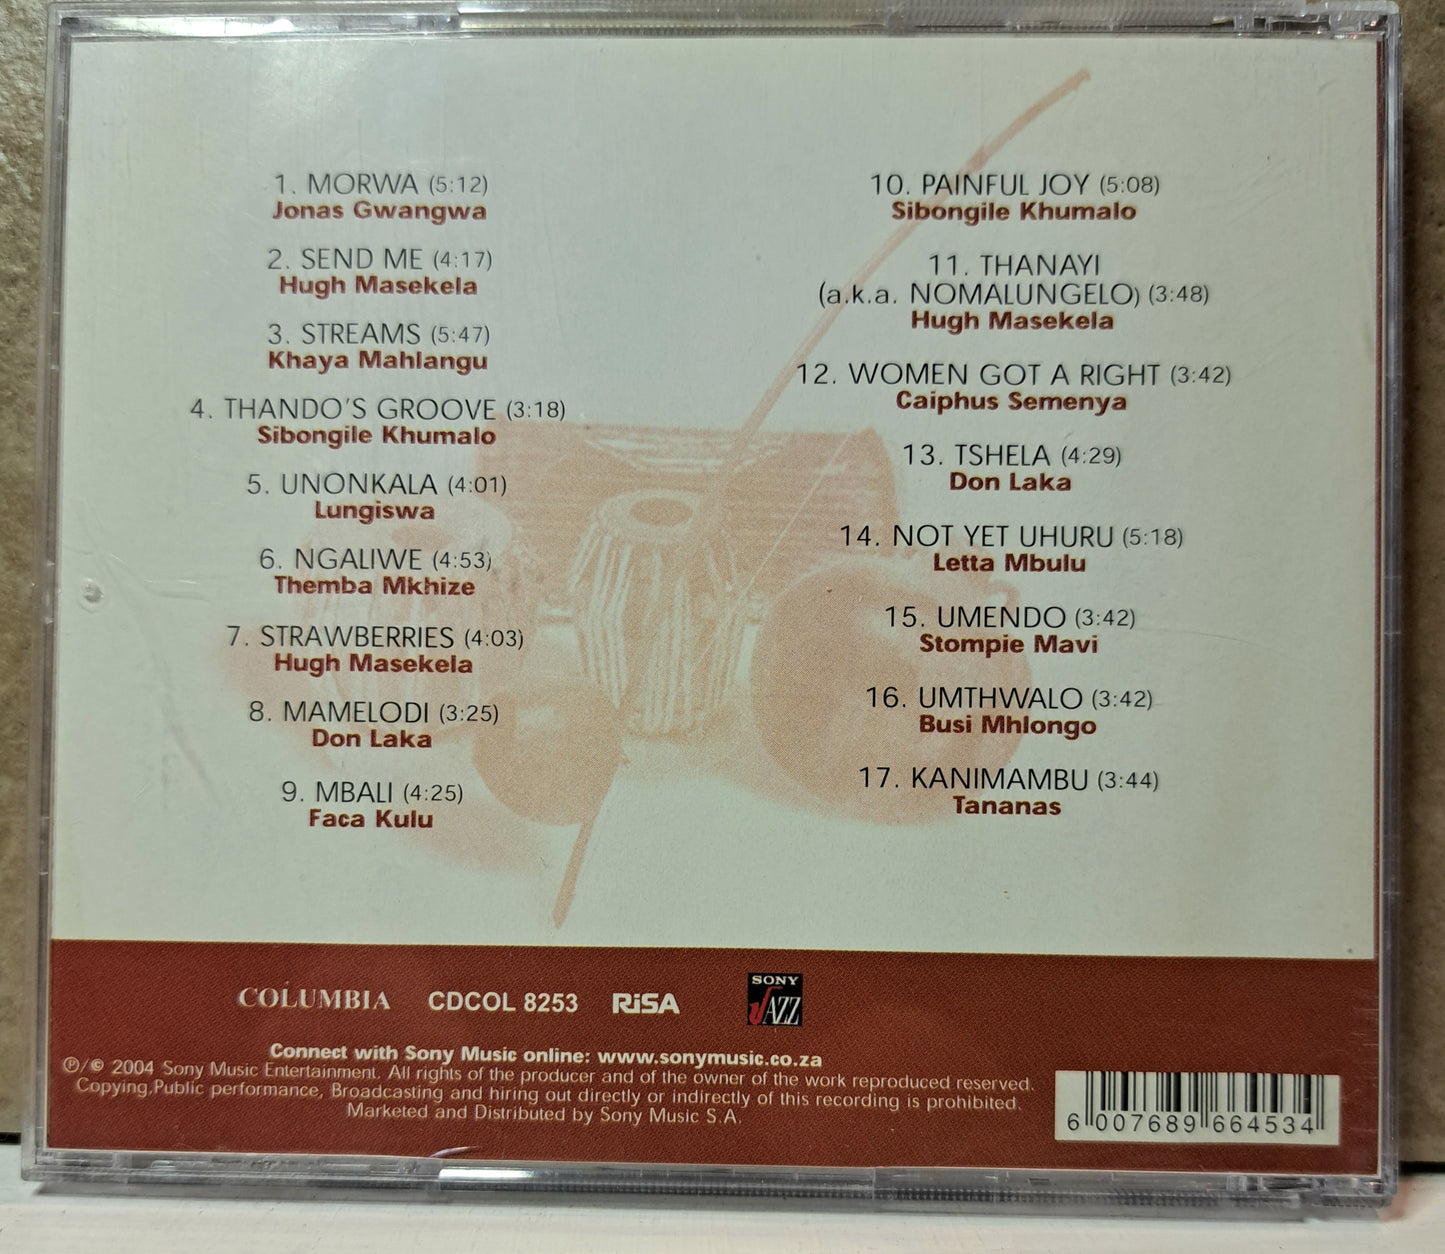 1. MORWA (5:12)
Jonas Gwangwa
2. SEND ME (4:17)
Hugh Masekela
3. STREAMS (5:47)
Khaya Mahlangu
4. THANDO'S GROOVE (3:18)
Sibongile Khumalo
5. UNONKALA (4:01)
Lungiswa
6. NGALIWE (4:53)
Themba Mkhize
7. STRAWBERRIES (4:03)
Hugh Masekela
8. MAMELODI (3:25)
Don Laka
9. MBALI (4:25)
Faca Kulu
10. PAINFUL JOY (5:08)
Sibongile Khumalo
11. THANAYI
(a.k.a. NOMALUNGELO) (3:48)
Hugh Masekela
12. WOMEN GOT A RIGHT (3:42)
Caiphus Semenya
13. TSHELA (4:29)
Don Laka
14. NOT YET UHURU (5:18)
Letta Mbulu
15. UMENDO (3:42)
Stompie Mavi
16. UMTHWALO (3:42)
Busi Mhlongo
17. KANIMAMBU (3:44)
Tananas
COLUMBIA CDCOL 8253 RiSA SONY JAZZ
Connect with Sony Music online: www.sonymusic.co.za
℗/© 2004 Sony Music Entertainment. All rights of the producer and of the owner of the work reproduced reserved.
Copying,Public performance, Broadcasting and hiring out directly or indirectly of this recording is prohibited.
Marketed and Distributed by Sony Music S.A.
6 007689 664534